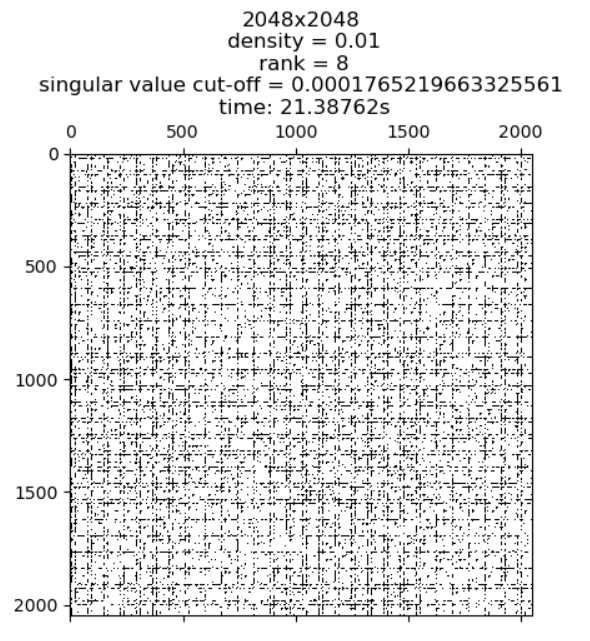 2048x2048
density = 0.01
rank = 8
singular value cut-off = 0.0001765219663325561
time: 21.38762s
0 500 1000 1500 2000
0
500
1000
1500
2000